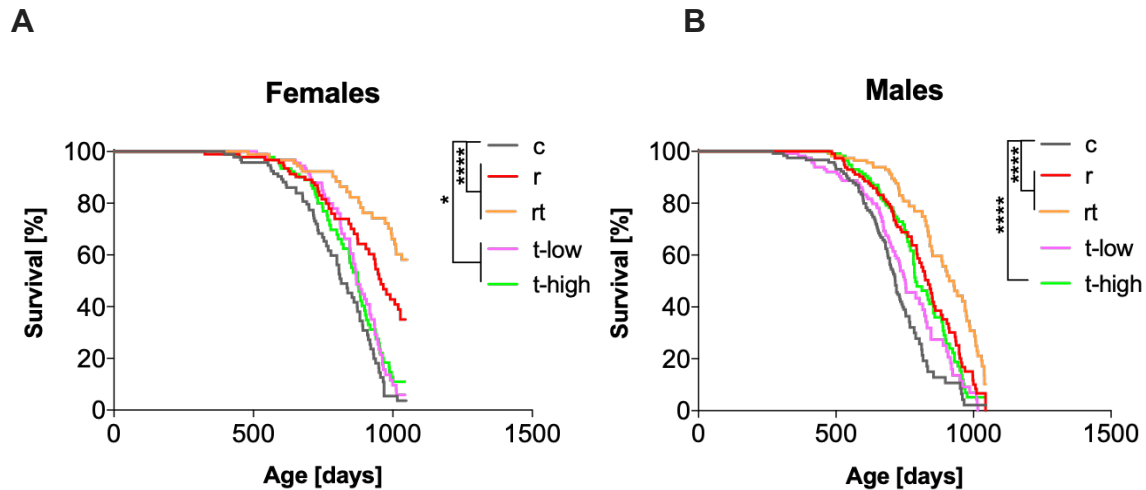 A
Females
Survival [%]
100
80
60
40
20
0
0 500 1000 1500
Age [days]
*
****
c
r
rt
t-low
t-high
B
Males
Survival [%]
100
80
60
40
20
0
0 500 1000 1500
Age [days]
****
****
c
r
rt
t-low
t-high